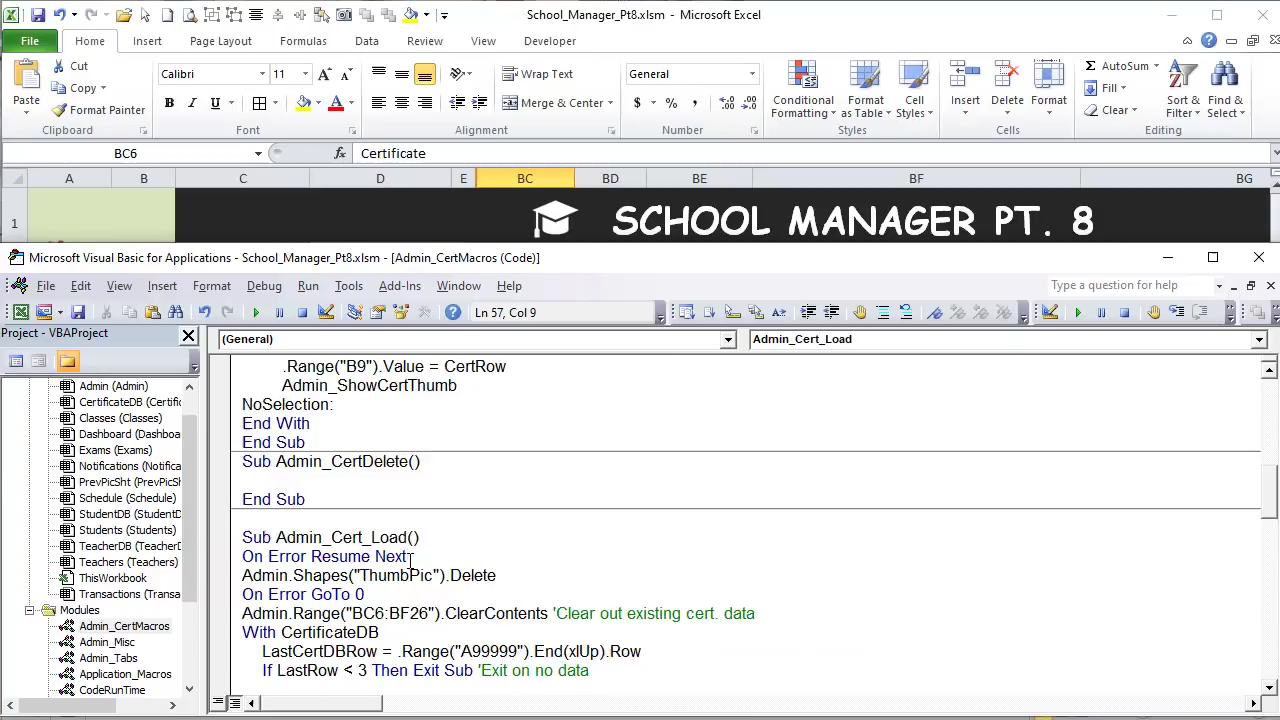 School_Manager_Pt8.xlsm - Microsoft Excel
File Home Insert Page Layout Formulas Data Review View Developer
Paste
Cut
Copy
Format Painter
Clipboard
Calibri 11
B I U
Font
Wrap Text
Merge & Center
Alignment
General
$ % ,
Number
Conditional Formatting
Format as Table
Cell Styles
Styles
Insert
Delete
Format
Cells
AutoSum
Fill
Clear
Sort & Filter
Find & Select
Editing
BC6 fx Certificate
A B C D E BC BD BE BF BG
1 SCHOOL MANAGER PT. 8
Microsoft Visual Basic for Applications - School_Manager_Pt8.xlsm - [Admin_CertMacros (Code)]
File Edit View Insert Format Debug Run Tools Add-Ins Window Help
Type a question for help
Ln 57, Col 9
Project - VBAProject
Admin (Admin)
CertificateDB (Certific
Classes (Classes)
Dashboard (Dashboa
Exams (Exams)
Notifications (Notifica
PrevPicSht (PrevPicSh
Schedule (Schedule)
StudentDB (StudentD
Students (Students)
TeacherDB (TeacherD
Teachers (Teachers)
ThisWorkbook
Transactions (Transa
Modules
Admin_CertMacros
Admin_Misc
Admin_Tabs
Application_Macros
CodeRunTime
(General) Admin_Cert_Load
.Range("B9").Value = CertRow
Admin_ShowCertThumb
NoSelection:
End With
End Sub
Sub Admin_CertDelete()
End Sub
Sub Admin_Cert_Load()
On Error Resume Next
Admin.Shapes("ThumbPic").Delete
On Error GoTo 0
Admin.Range("BC6:BF26").ClearContents 'Clear out existing cert. data
With CertificateDB
LastCertDBRow = .Range("A99999").End(xlUp).Row
If LastRow < 3 Then Exit Sub 'Exit on no data